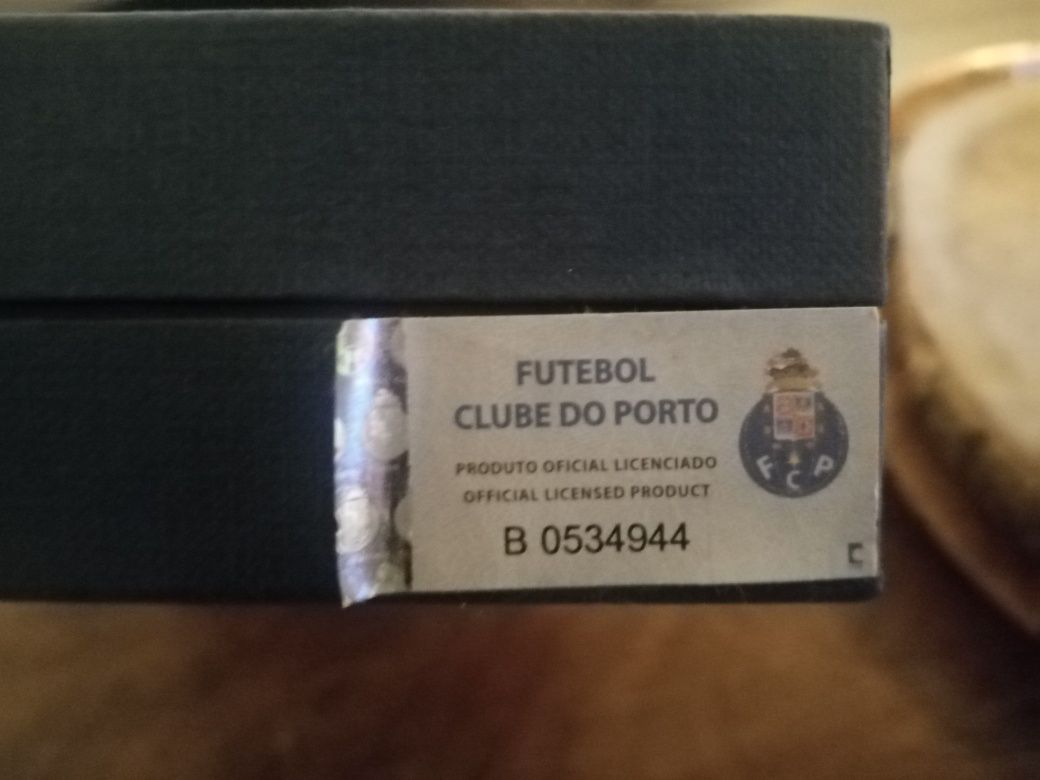 FUTEBOL
CLUBE DO PORTO
PRODUTO OFICIAL LICENCIADO
OFFICIAL LICENSED PRODUCT
B 0534944
F C P
C